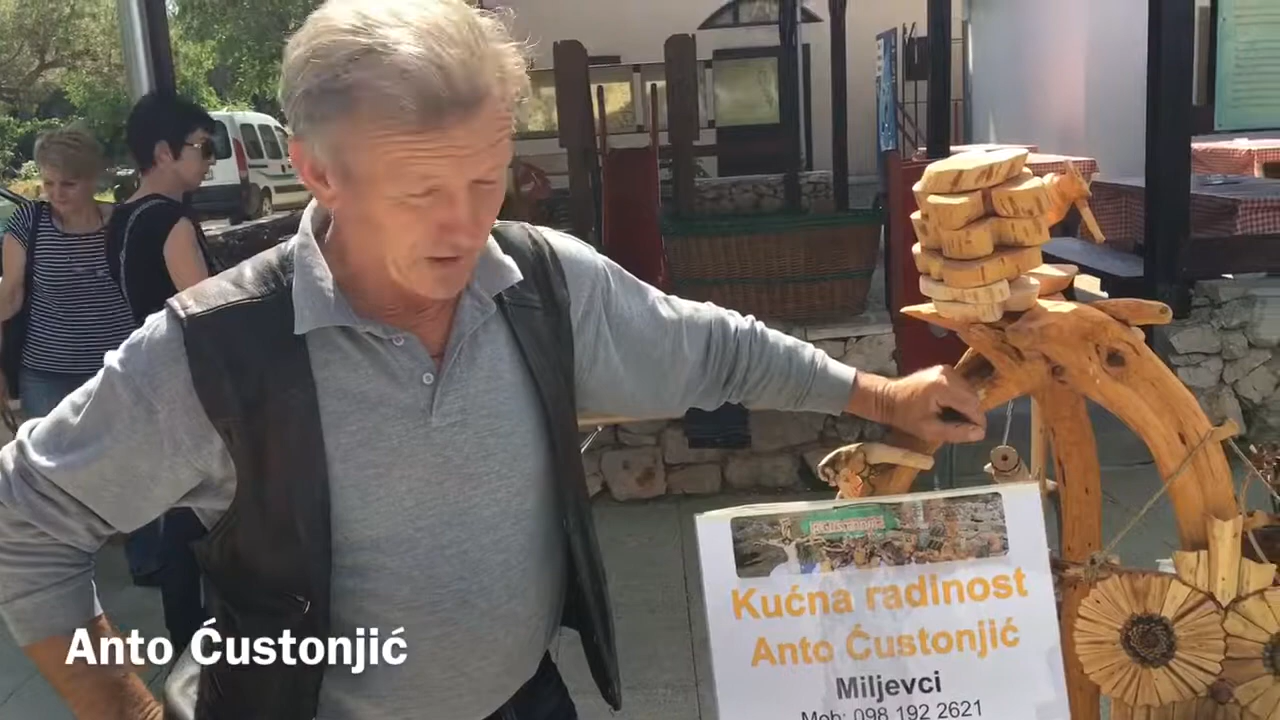 Kućna radinost
Anto Ćustonjić
Miljevci
Mob: 098 192 2621
Anto Ćustonjić